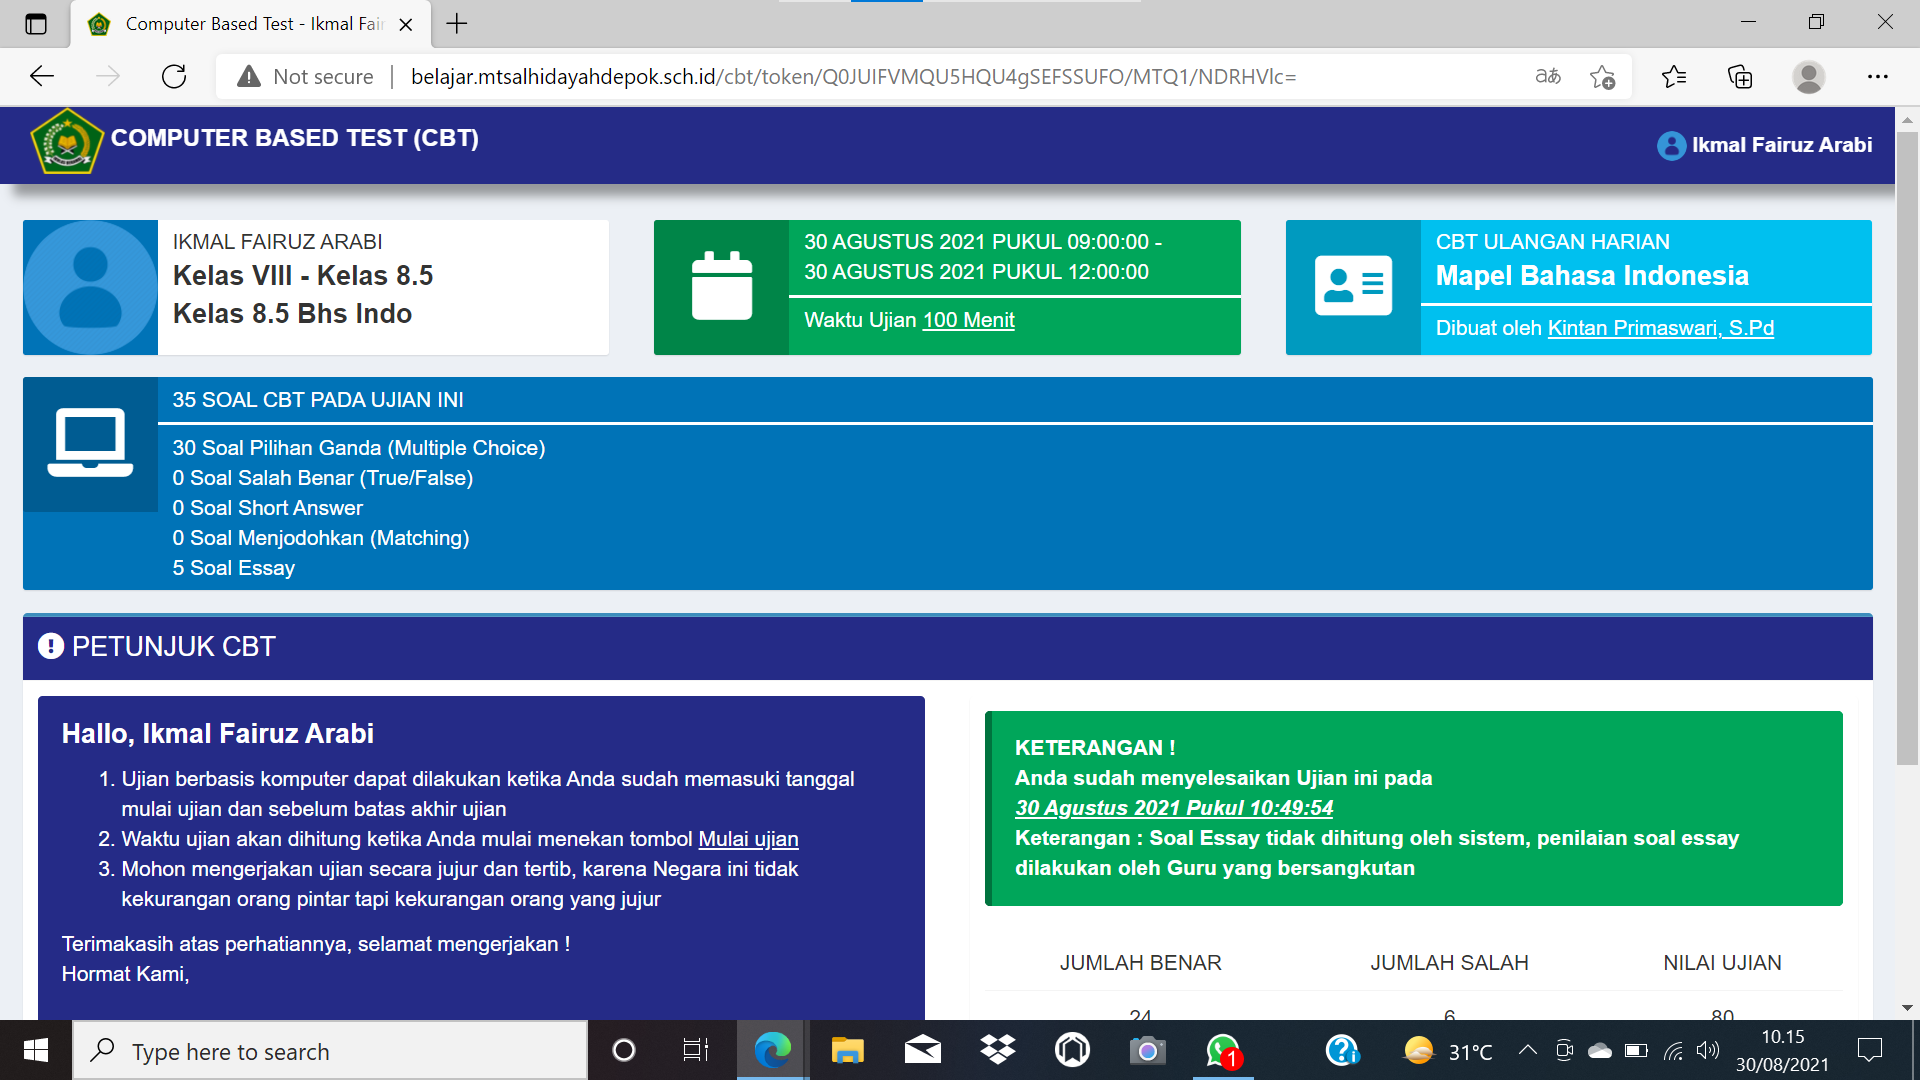 Computer Based Test - Ikmal Fair
Not secure
belajar.mtsalhidayahdepok.sch.id/cbt/token/Q0JUIFVMQU5HQU4gSEFSSUFO/MTQ1/NDRHVlc=
COMPUTER BASED TEST (CBT)
Ikmal Fairuz Arabi
IKMAL FAIRUZ ARABI
Kelas VIII - Kelas 8.5
Kelas 8.5 Bhs Indo
30 AGUSTUS 2021 PUKUL 09:00:00 -
30 AGUSTUS 2021 PUKUL 12:00:00
Waktu Ujian 100 Menit
CBT ULANGAN HARIAN
Mapel Bahasa Indonesia
Dibuat oleh Kintan Primaswari, S.Pd
35 SOAL CBT PADA UJIAN INI
30 Soal Pilihan Ganda (Multiple Choice)
0 Soal Salah Benar (True/False)
0 Soal Short Answer
0 Soal Menjodohkan (Matching)
5 Soal Essay
PETUNJUK CBT
Hallo, Ikmal Fairuz Arabi
1. Ujian berbasis komputer dapat dilakukan ketika Anda sudah memasuki tanggal
mulai ujian dan sebelum batas akhir ujian
2. Waktu ujian akan dihitung ketika Anda mulai menekan tombol Mulai ujian
3. Mohon mengerjakan ujian secara jujur dan tertib, karena Negara ini tidak
kekurangan orang pintar tapi kekurangan orang yang jujur
Terimakasih atas perhatiannya, selamat mengerjakan !
Hormat Kami,
KETERANGAN !
Anda sudah menyelesaikan Ujian ini pada
30 Agustus 2021 Pukul 10:49:54
Keterangan : Soal Essay tidak dihitung oleh sistem, penilaian soal essay
dilakukan oleh Guru yang bersangkutan
JUMLAH BENAR JUMLAH SALAH NILAI UJIAN
24 6 80
Type here to search
1
31°C
10.15
30/08/2021